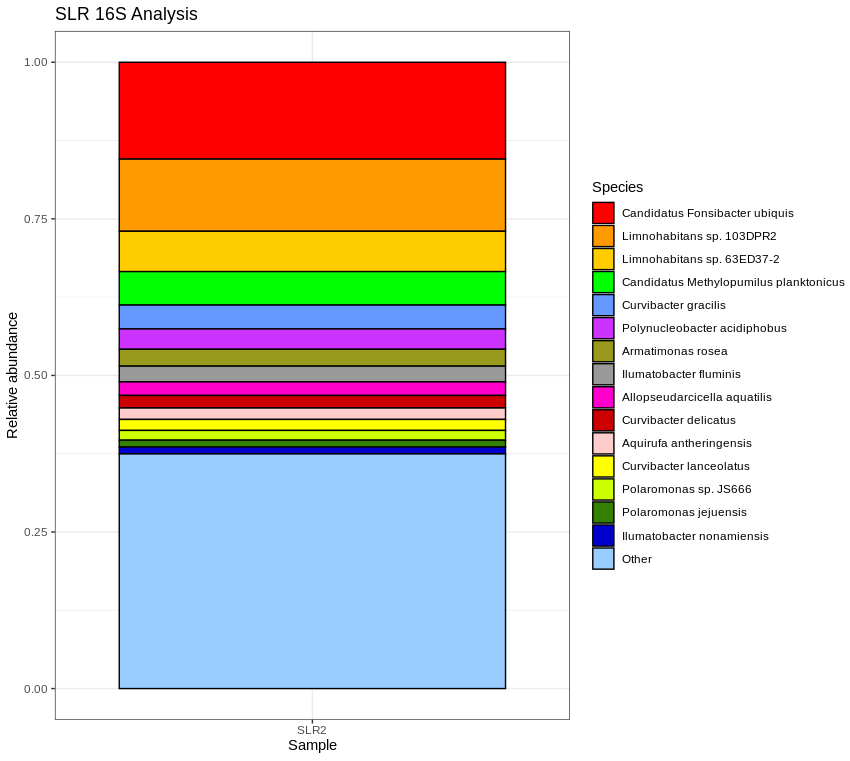 SLR 16S Analysis
1.00
0.75
0.50
0.25
0.00
Relative abundance
SLR2
Sample
Species
Candidatus Fonsibacter ubiquis
Limnohabitans sp. 103DPR2
Limnohabitans sp. 63ED37-2
Candidatus Methylopumilus planktonicus
Curvibacter gracilis
Polynucleobacter acidiphobus
Armatimonas rosea
Ilumatobacter fluminis
Allopseudarcicella aquatilis
Curvibacter delicatus
Aquirufa antheringensis
Curvibacter lanceolatus
Polaromonas sp. JS666
Polaromonas jejuensis
Ilumatobacter nonamiensis
Other